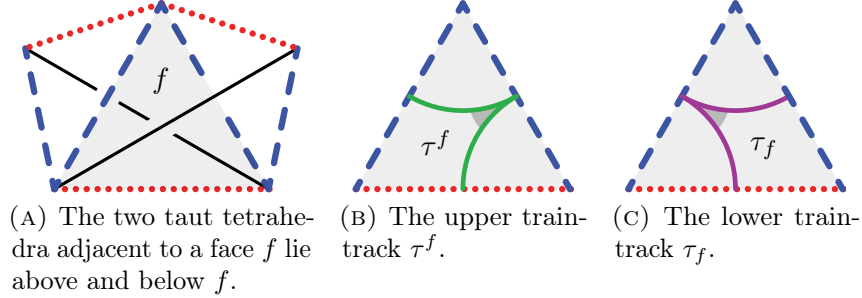 f
τ^f
τ_f
(A) The two taut tetrahe-
dra adjacent to a face f lie
above and below f.
(B) The upper train-
track τ^f.
(C) The lower train-
track τ_f.